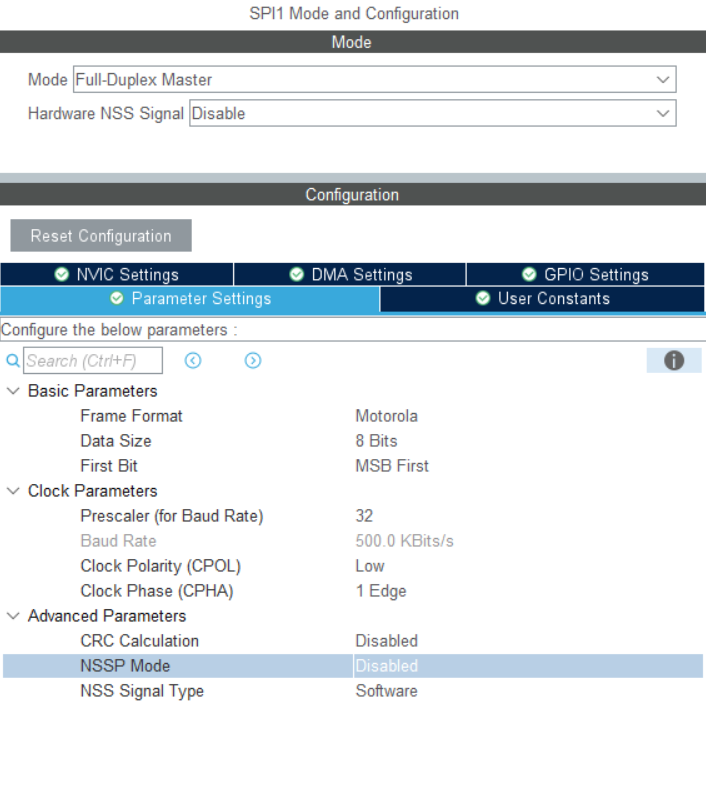 SPI1 Mode and Configuration
Mode
Mode Full-Duplex Master
Hardware NSS Signal Disable
Configuration
Reset Configuration
NVIC Settings DMA Settings GPIO Settings
Parameter Settings User Constants
Configure the below parameters :
Search (Ctrl+F)
Basic Parameters
Frame Format Motorola
Data Size 8 Bits
First Bit MSB First
Clock Parameters
Prescaler (for Baud Rate) 32
Baud Rate 500.0 KBits/s
Clock Polarity (CPOL) Low
Clock Phase (CPHA) 1 Edge
Advanced Parameters
CRC Calculation Disabled
NSSP Mode Disabled
NSS Signal Type Software